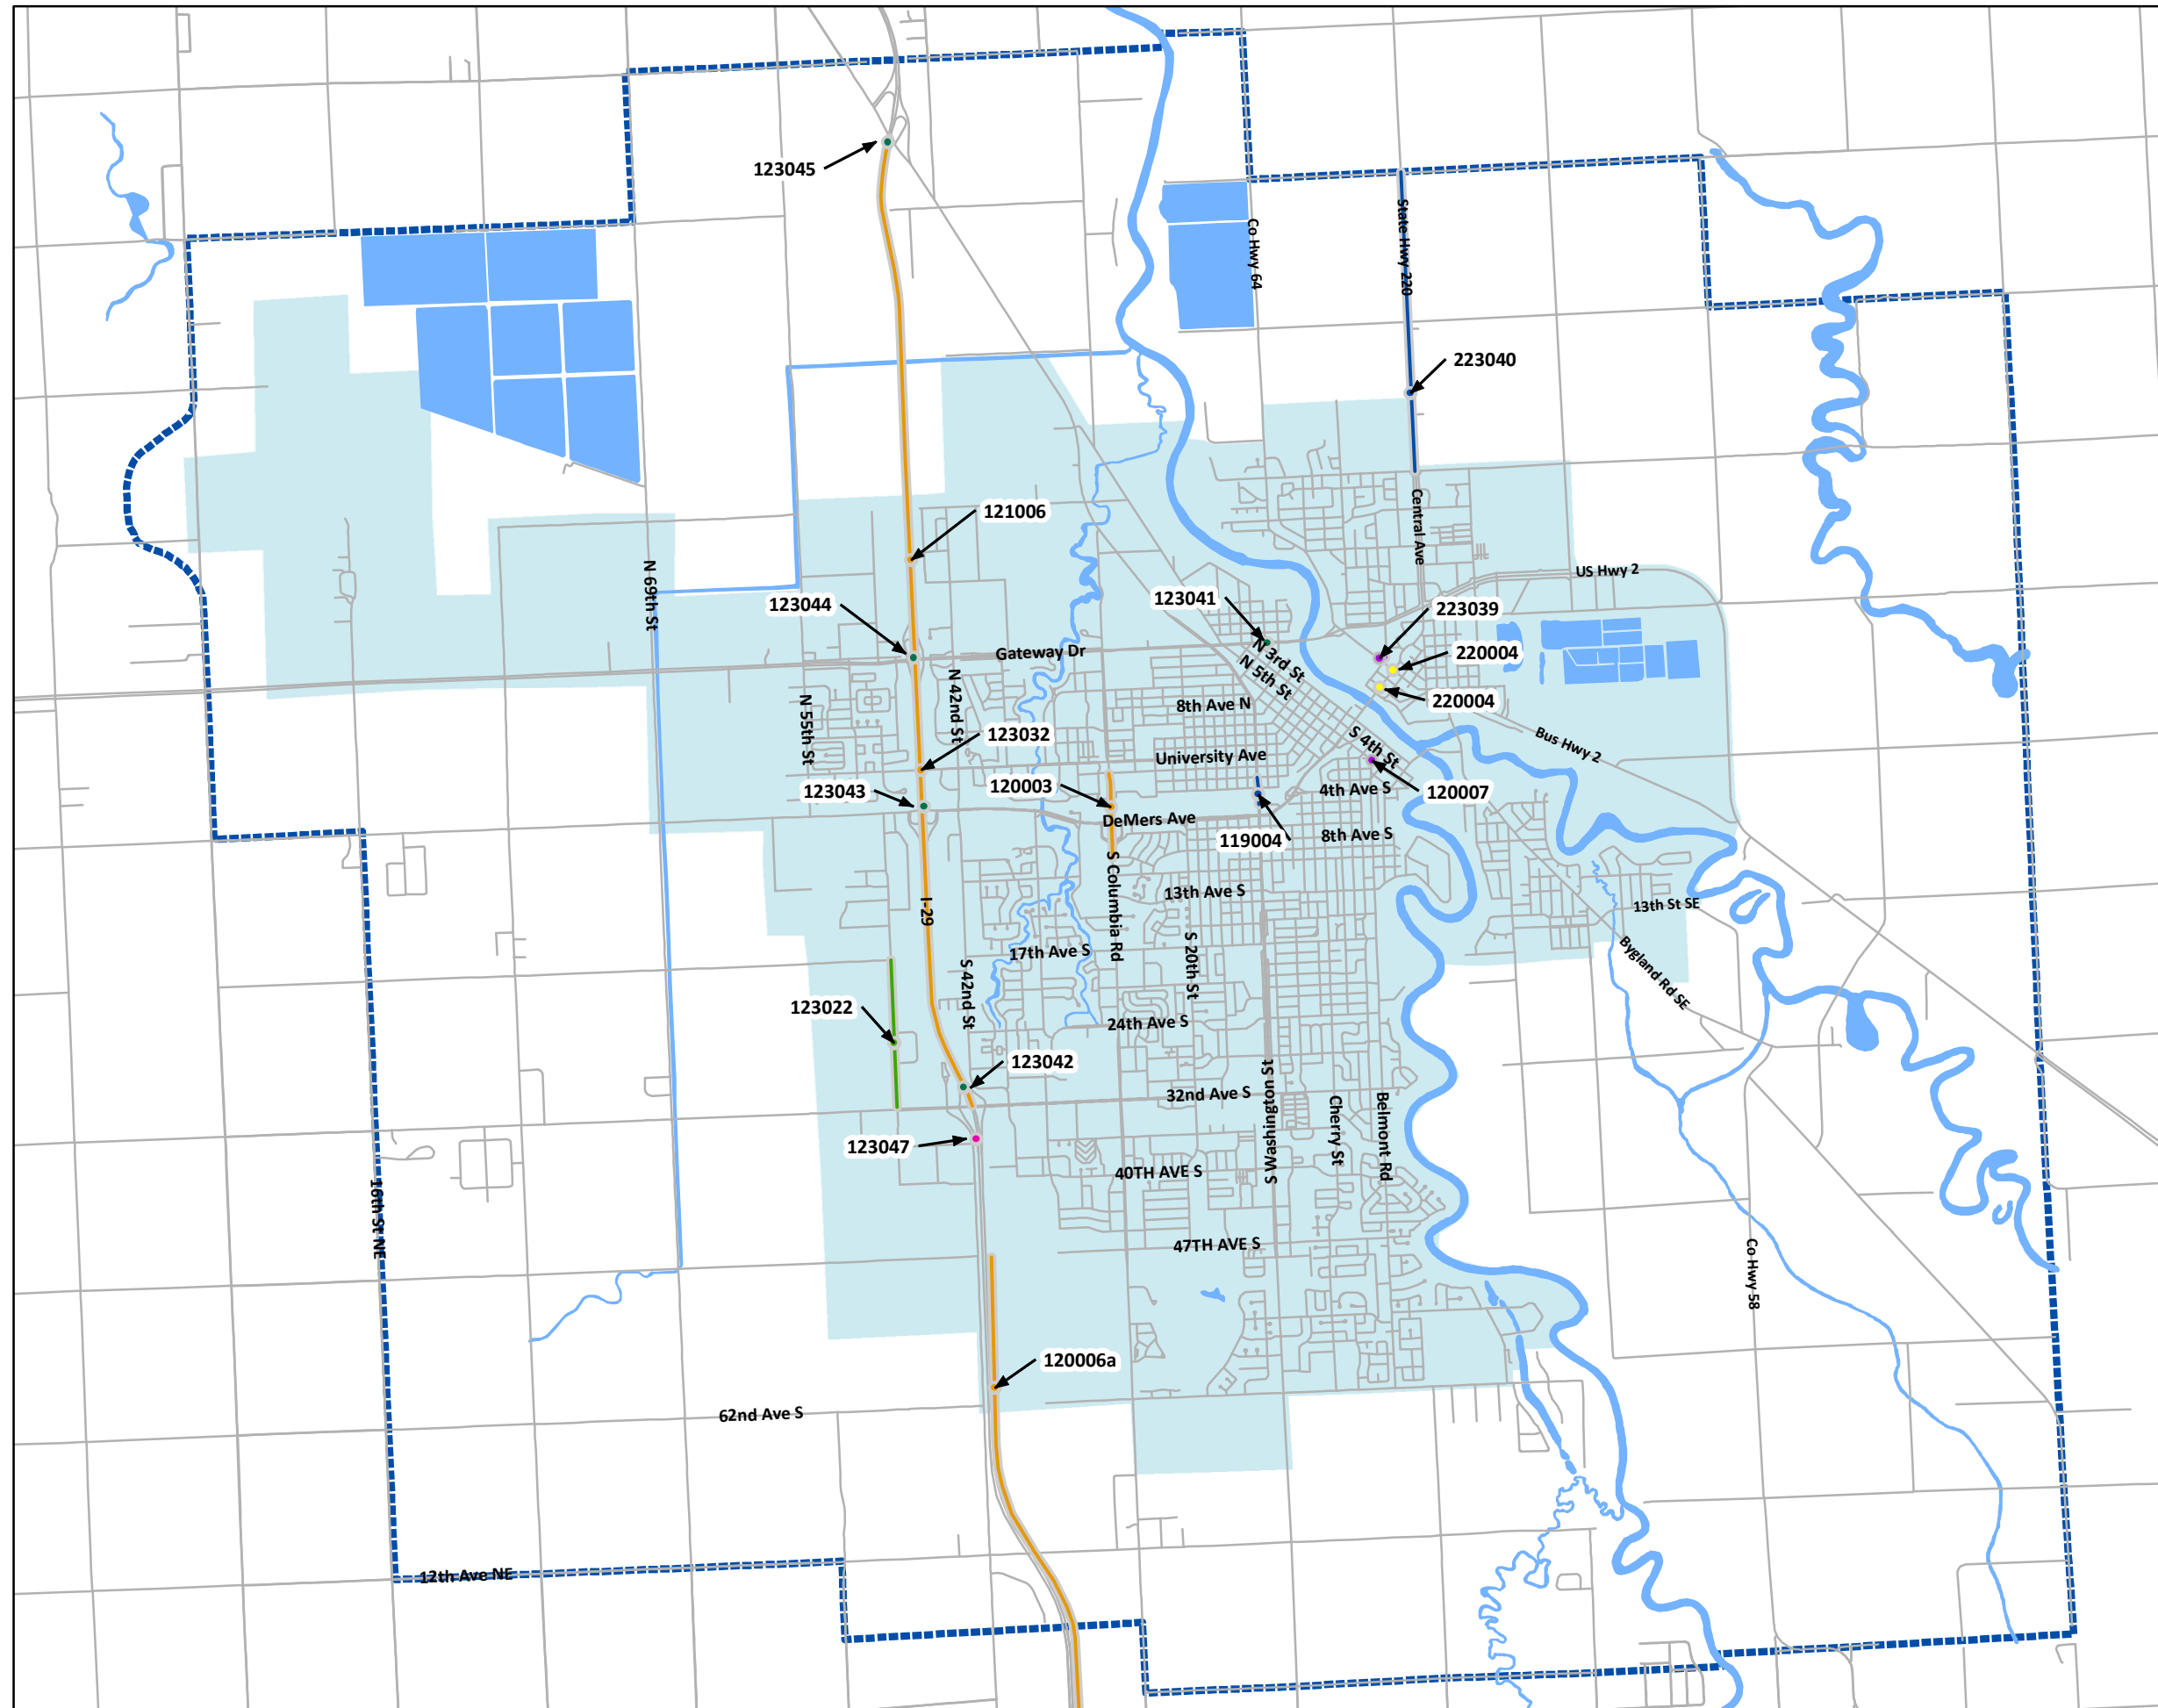 123045
Co Hwy 64
State Hwy 220
223040
121006
Central Ave
N 69th St
US Hwy 2
123044
123041
223039
Gateway Dr
N 3rd St
220004
N 5th St
N 42nd St
N 55th St
8th Ave N
220004
123032
S 4th St
Bus Hwy 2
University Ave
123043
120003
4th Ave S
120007
DeMers Ave
119004
8th Ave S
I-29
S Columbia Rd
13th Ave S
13th St SE
17th Ave S
S 20th St
S 42nd St
Bygland Rd SE
123022
24th Ave S
123042
32nd Ave S
S Washington St
Cherry St
Belmont Rd
123047
40TH AVE S
16th St NE
47TH AVE S
Co Hwy 58
120006a
62nd Ave S
12th Ave NE